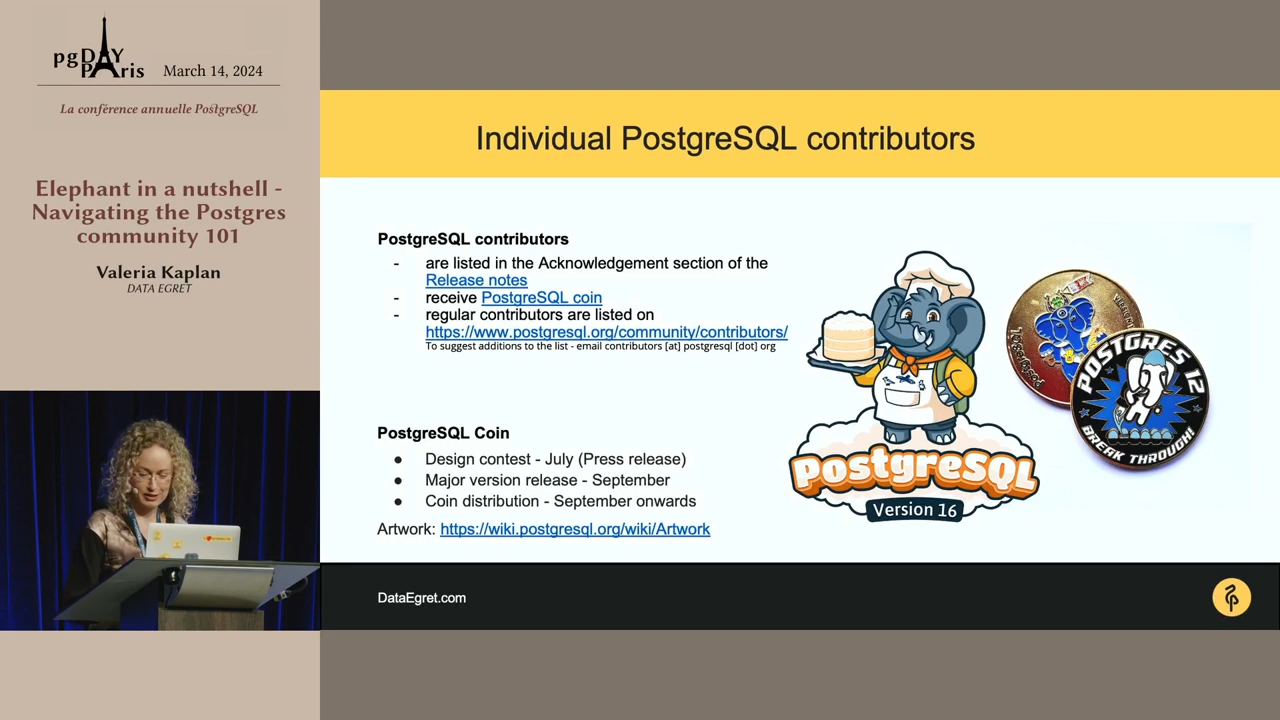 pgDAY
PAris
March 14, 2024
La conférence annuelle PostgreSQL
Elephant in a nutshell -
Navigating the Postgres
community 101
Valeria Kaplan
DATA EGRET
Individual PostgreSQL contributors
PostgreSQL contributors
- are listed in the Acknowledgement section of the
Release notes
- receive PostgreSQL coin
- regular contributors are listed on
https://www.postgresql.org/community/contributors/
To suggest additions to the list - email contributors [at] postgresql [dot] org
PostgreSQL Coin
● Design contest - July (Press release)
● Major version release - September
● Coin distribution - September onwards
Artwork: https://wiki.postgresql.org/wiki/Artwork
PostgreSQL
Version 16
POSTGRES 12
BREAK THROUGH!
DataEgret.com